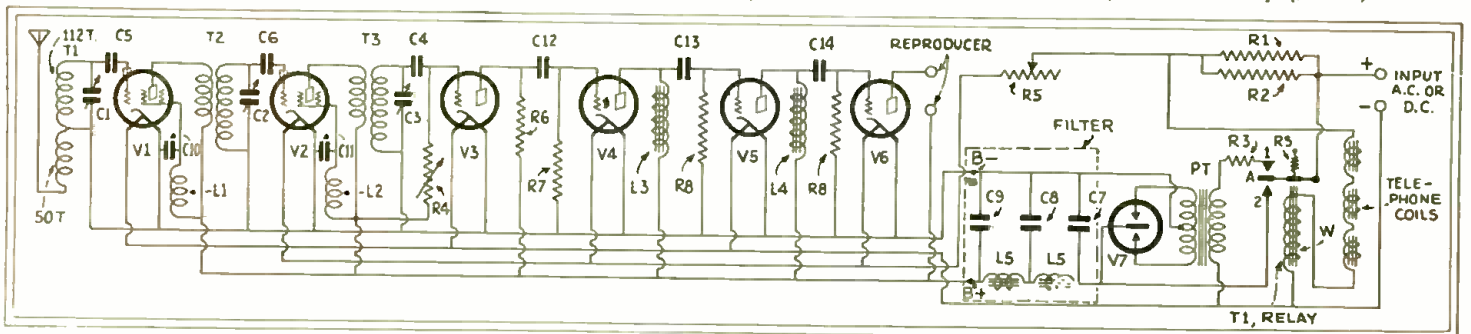 112T.
T1
C5
T2
C6
T3
C4
C12
C13
C14
REPRODUCER
R1
R2
+
-
INPUT
A.C. OR
D.C.
R5
C1
C2
C3
V1
C10
V2
C11
V3
R6
V4
L3
V5
L4
V6
FILTER
B-
R3
1
R5
PT
A
2
-L1
-L2
R4
R7
R8
R8
C9
C8
C7
V7
W
TELE-
PHONE
COILS
50T
L5
L5
B+
T1, RELAY